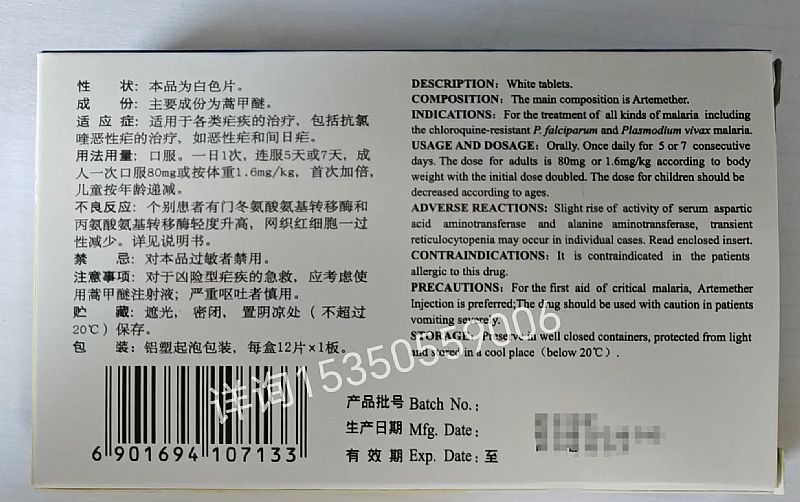 性 状：本品为白色片。
成 份：主要成份为蒿甲醚。
适 应 症：适用于各类疟疾的治疗，包括抗氯
喹恶性疟的治疗，如恶性疟和间日疟。
用法用量：口服。一日1次，连服5天或7天，成
人一次口服80mg或按体重1.6mg/kg，首次加倍，
儿童按年龄递减。
不良反应：个别患者有门冬氨酸氨基转移酶和
丙氨酸氨基转移酶轻度升高，网织红细胞一过
性减少。详见说明书。
禁 忌：对本品过敏者禁用。
注意事项：对于凶险型疟疾的急救，应考虑使
用蒿甲醚注射液；严重呕吐者慎用。
贮 藏：遮光，密闭，置阴凉处（不超过
20℃）保存。
包 装：铝塑起泡包装，每盒12片×1板。
DESCRIPTION: White tablets.
COMPOSITION: The main composition is Artemether.
INDICATIONS: For the treatment of all kinds of malaria including
the chloroquine-resistant P. falciparum and Plasmodium vivax malaria.
USAGE AND DOSAGE: Orally. Once daily for 5 or 7 consecutive
days. The dose for adults is 80mg or 1.6mg/kg according to body
weight with the initial dose doubled. The dose for children should be
decreased according to ages.
ADVERSE REACTIONS: Slight rise of activity of serum aspartic
acid aminotransferase and alanine aminotransferase, transient
reticulocytopenia may occur in individual cases. Read enclosed insert.
CONTRAINDICATIONS: It is contraindicated in the patients
allergic to this drug.
PRECAUTIONS: For the first aid of critical malaria, Artemether
Injection is preferred;The drug should be used with caution in patients
vomiting severely.
STORAGE: Preserve in well closed containers, protected from light
and stored in a cool place (below 20℃).
详询15350559006
6 901694 107133
产品批号 Batch No.:
生产日期 Mfg. Date:
有 效 期 Exp. Date: 至